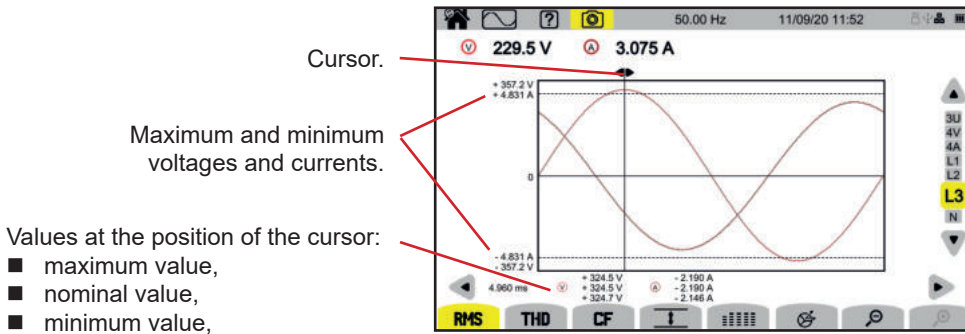 ?
50.00 Hz
11/09/20 11:52
V 229.5 V
A 3.075 A
Cursor.
+ 357.2 V
+ 4.831 A
Maximum and minimum
voltages and currents.
3U
4V
4A
L1
L2
L3
N
0
Values at the position of the cursor:
- 4.831 A
- 357.2 V
■ maximum value,
■ nominal value,
■ minimum value,
4.960 ms
V
+ 324.5 V
+ 324.5 V
+ 324.7 V
A
- 2.190 A
- 2.190 A
- 2.146 A
RMS THD CF